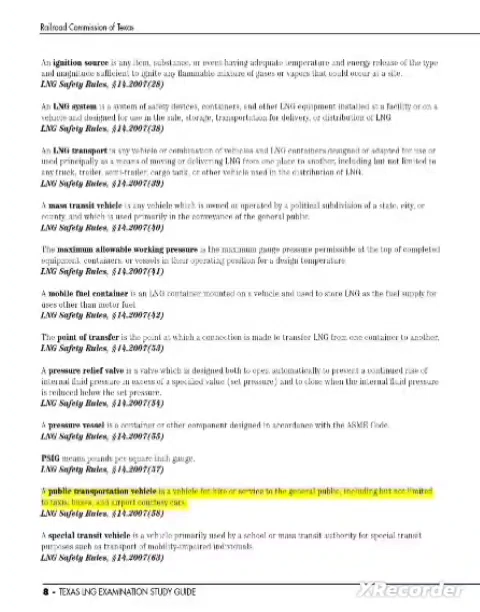 Railroad Commission of Texas
An ignition source is any item, substance, or event having adequate temperature and energy release of the type
and magnitude sufficient to ignite any flammable mixture of gases or vapors that could occur at a site.
LNG Safety Rules, §14.2007(28)
An LNG system is a system of safety devices, containers, and other LNG equipment installed at a facility or on a
vehicle and designed for use in the sale, storage, transportation for delivery, or distribution of LNG.
LNG Safety Rules, §14.2007(38)
An LNG transport is any vehicle or combination of vehicles and LNG containers designed or adapted for use or
used principally as a means of moving or delivering LNG from one place to another, including but not limited to
any truck, trailer, semi-trailer, cargo tank, or other vehicle used in the distribution of LNG.
LNG Safety Rules, §14.2007(39)
A mass transit vehicle is any vehicle which is owned or operated by a political subdivision of a state, city, or
county, and which is used primarily in the conveyance of the general public.
LNG Safety Rules, §14.2007(40)
The maximum allowable working pressure is the maximum gauge pressure permissible at the top of completed
equipment, containers, or vessels in their operating position for a design temperature.
LNG Safety Rules, §14.2007(41)
A mobile fuel container is an LNG container mounted on a vehicle and used to store LNG as the fuel supply for
uses other than motor fuel.
LNG Safety Rules, §14.2007(42)
The point of transfer is the point at which a connection is made to transfer LNG from one container to another.
LNG Safety Rules, §14.2007(53)
A pressure relief valve is a valve which is designed both to open automatically to prevent a continued rise of
internal fluid pressure in excess of a specified value (set pressure) and to close when the internal fluid pressure
is reduced below the set pressure.
LNG Safety Rules, §14.2007(54)
A pressure vessel is a container or other component designed in accordance with the ASME Code.
LNG Safety Rules, §14.2007(55)
PSIG means pounds per square inch gauge.
LNG Safety Rules, §14.2007(57)
A public transportation vehicle is a vehicle for hire or service to the general public, including but not limited
to taxis, buses, and airport courtesy cars.
LNG Safety Rules, §14.2007(58)
A special transit vehicle is a vehicle primarily used by a school or mass transit authority for special transit
purposes such as transport of mobility-impaired individuals.
LNG Safety Rules, §14.2007(63)
8 - TEXAS LNG EXAMINATION STUDY GUIDE
XRecorder